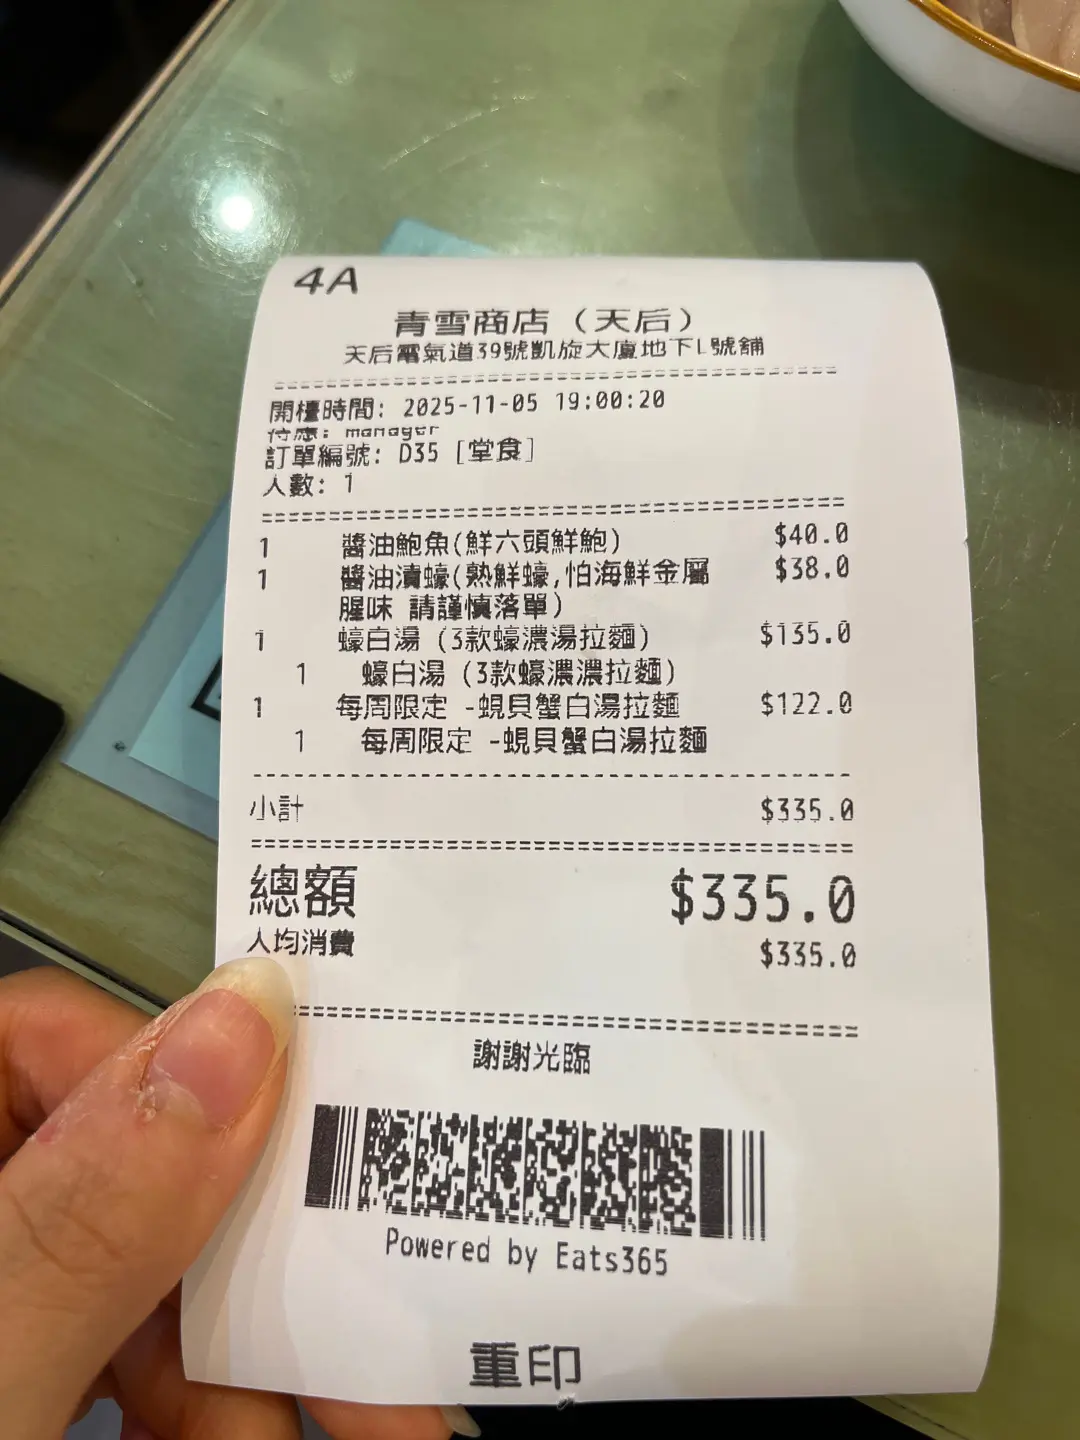 4A
青雪商店（天后）
天后電氣道39號凱旋大廈地下L號舖
開檯時間: 2025-11-05 19:00:20
侍應: manager
訂單編號: D35 [堂食]
人數: 1
1 醬油鮑魚(鮮六頭鮮鮑) $40.0
1 醬油漬蠔(熟鮮蠔,怕海鮮金屬 $38.0
腥味 請謹慎落單)
1 蠔白湯 (3款蠔濃湯拉麵) $135.0
1 蠔白湯 (3款蠔濃濃拉麵)
1 每周限定 -蜆貝蟹白湯拉麵 $122.0
1 每周限定 -蜆貝蟹白湯拉麵
小計 $335.0
總額 $335.0
人均消費 $335.0
謝謝光臨
Powered by Eats365
重印